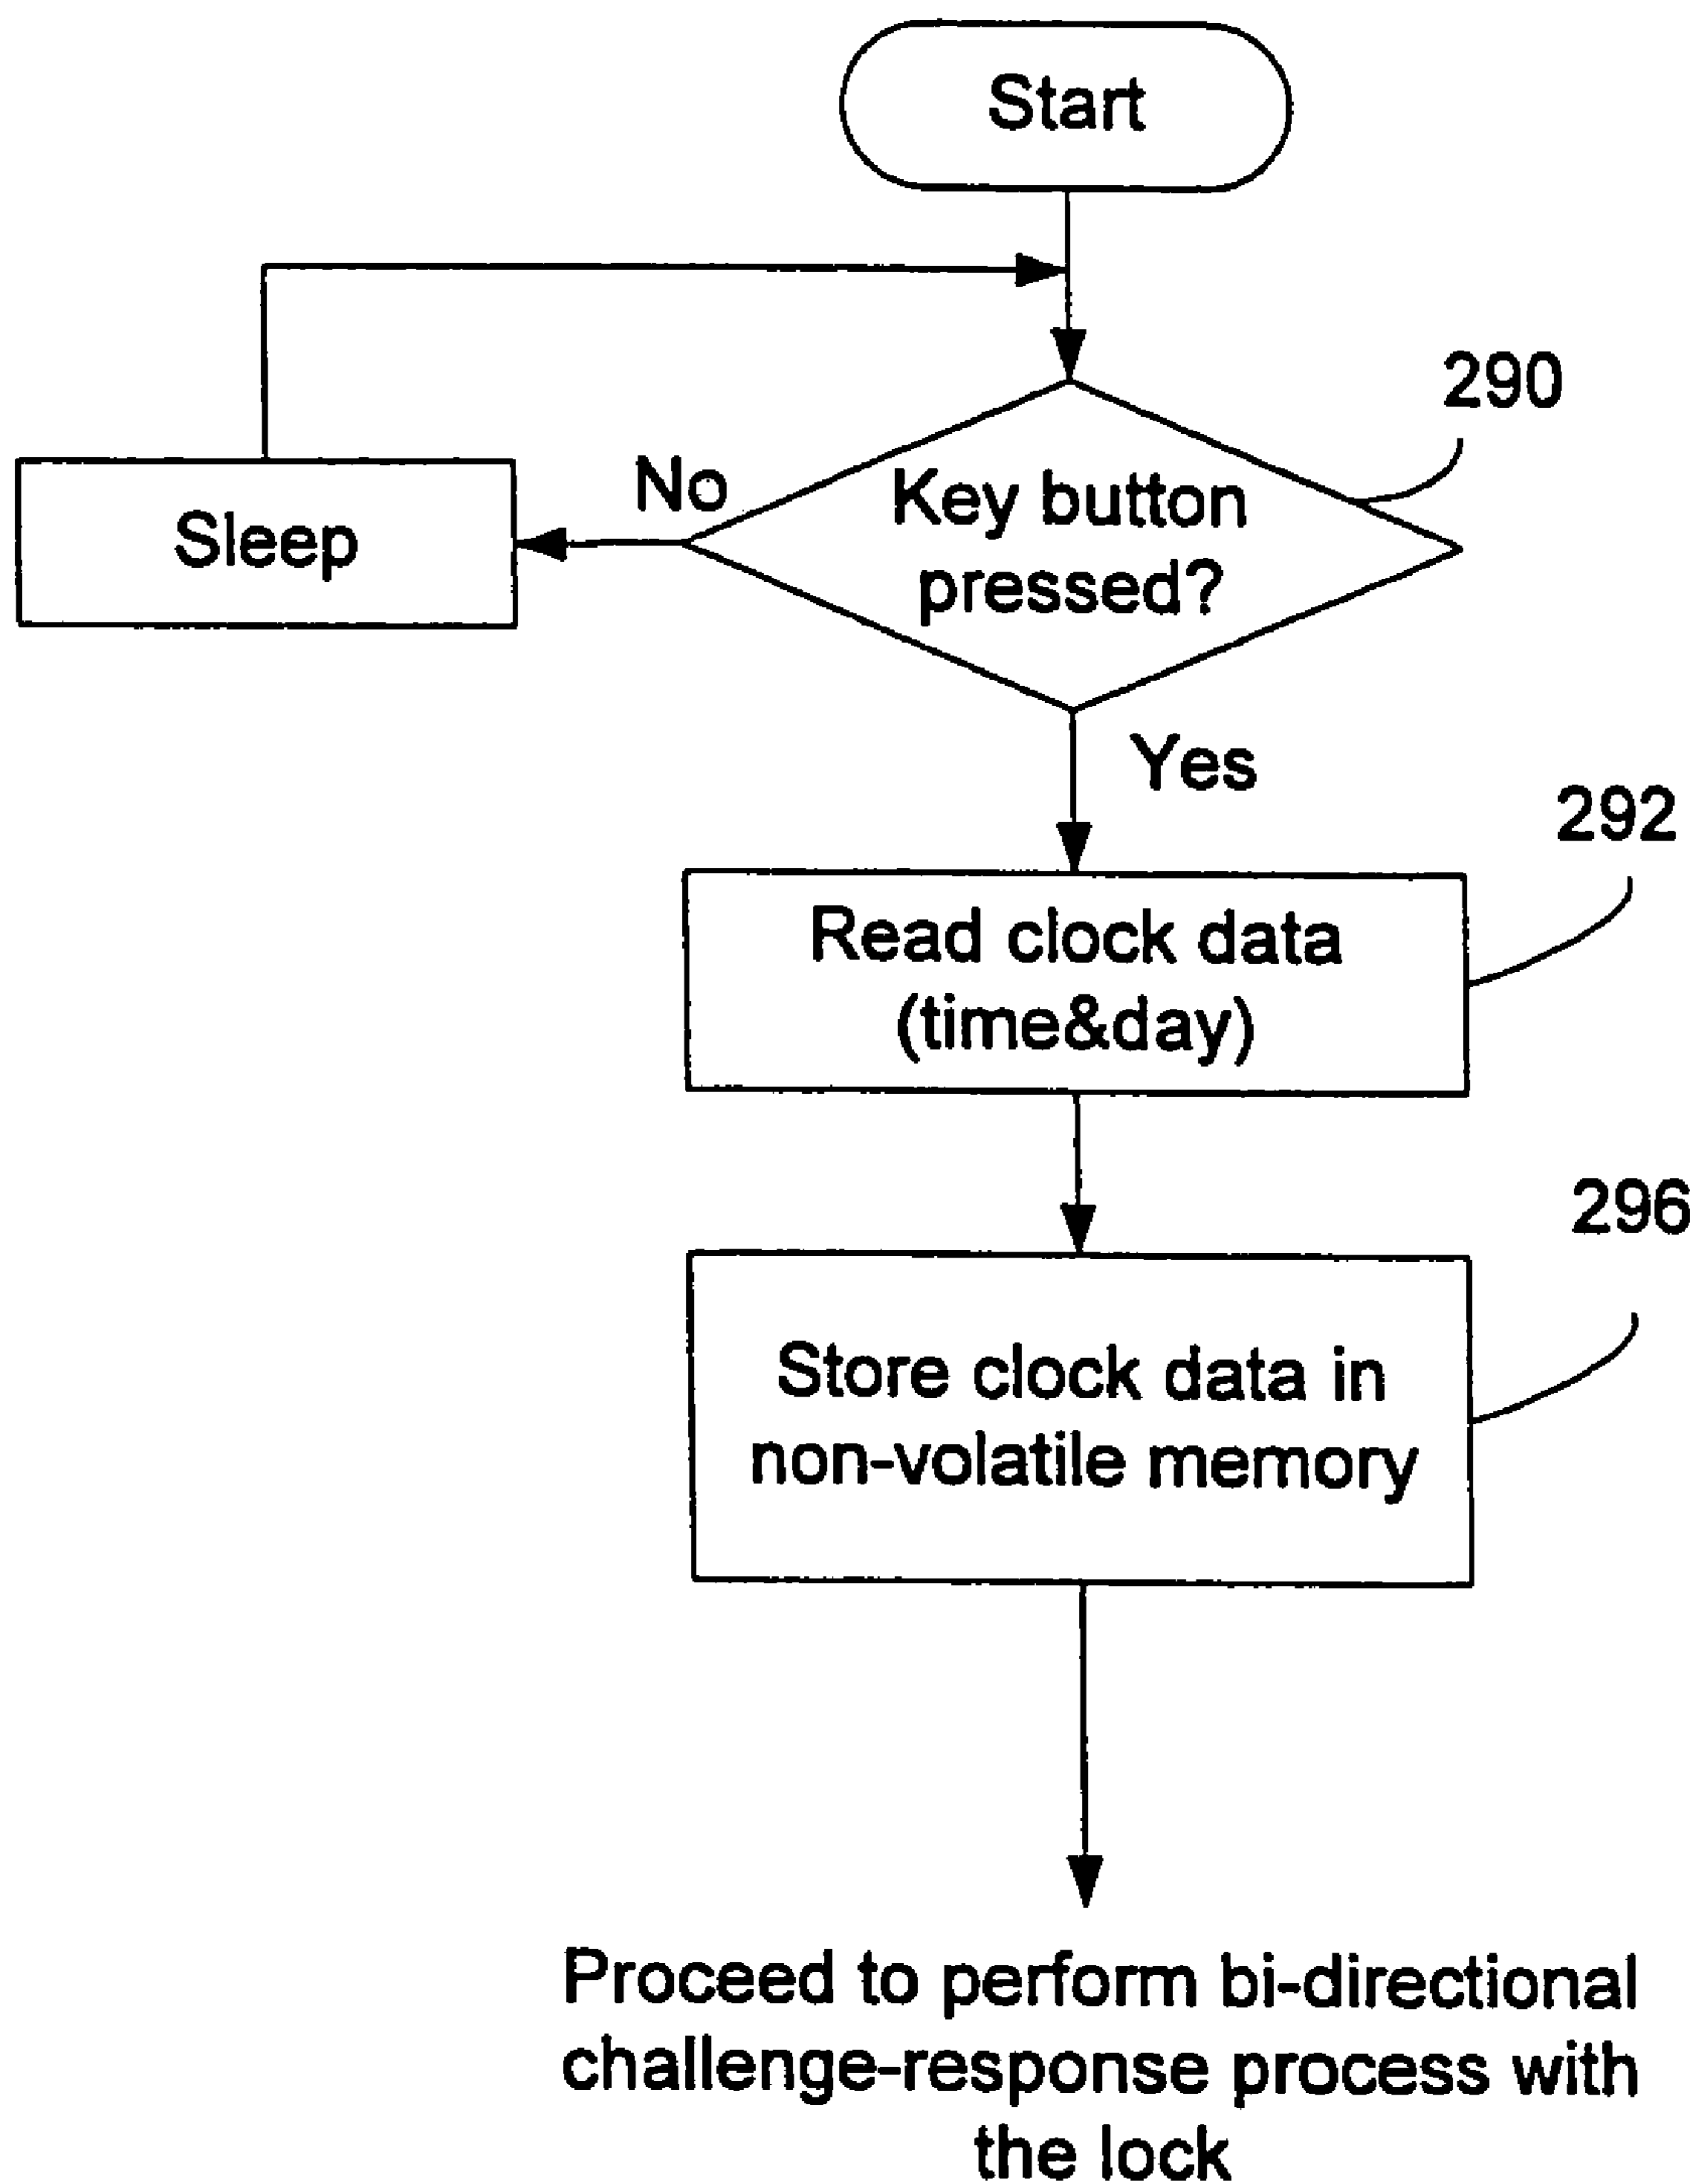 Start
290
No
Key button
pressed?
Sleep
Yes
292
Read clock data
(time&day)
296
Store clock data in
non-volatile memory
Proceed to perform bi-directional
challenge-response process with
the lock